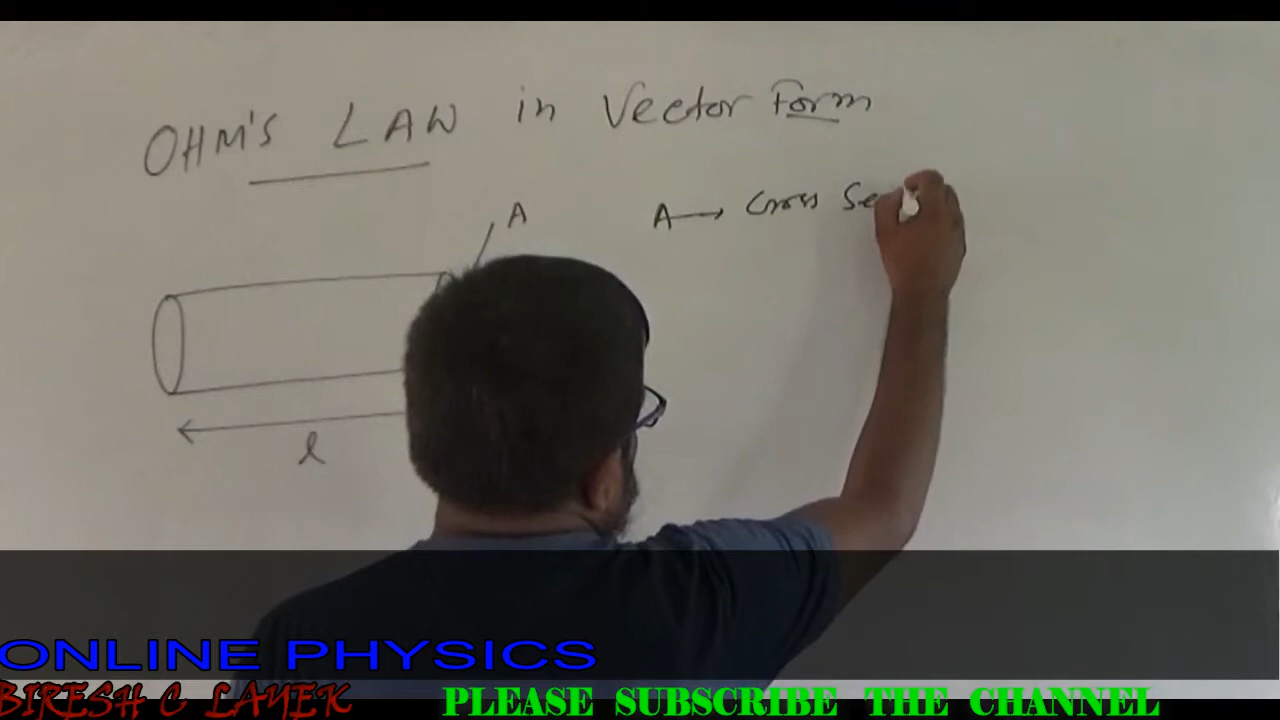 OHM'S LAW in Vector Form
A
A → Cross Se
l
ONLINE PHYSICS
BIRESH C LAYEK
PLEASE SUBSCRIBE THE CHANNEL